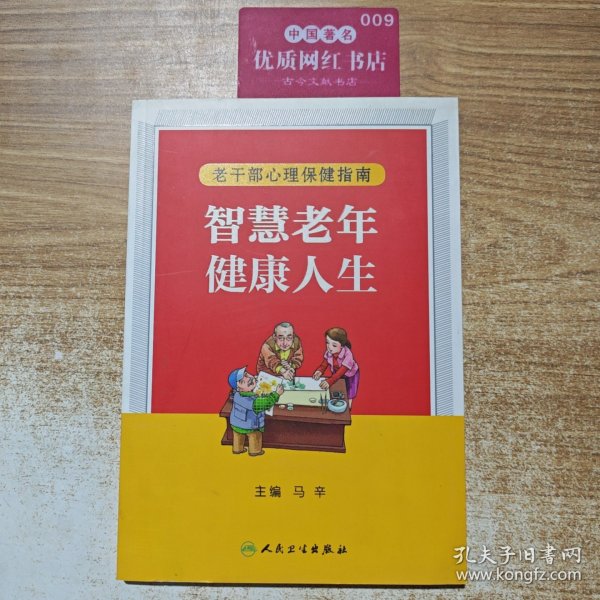 009
中国著名
优质网红书店
古今文献书店
老干部心理保健指南
智慧老年
健康人生
主编 马辛
人民卫生出版社
孔夫子旧书网
www.kongfz.com